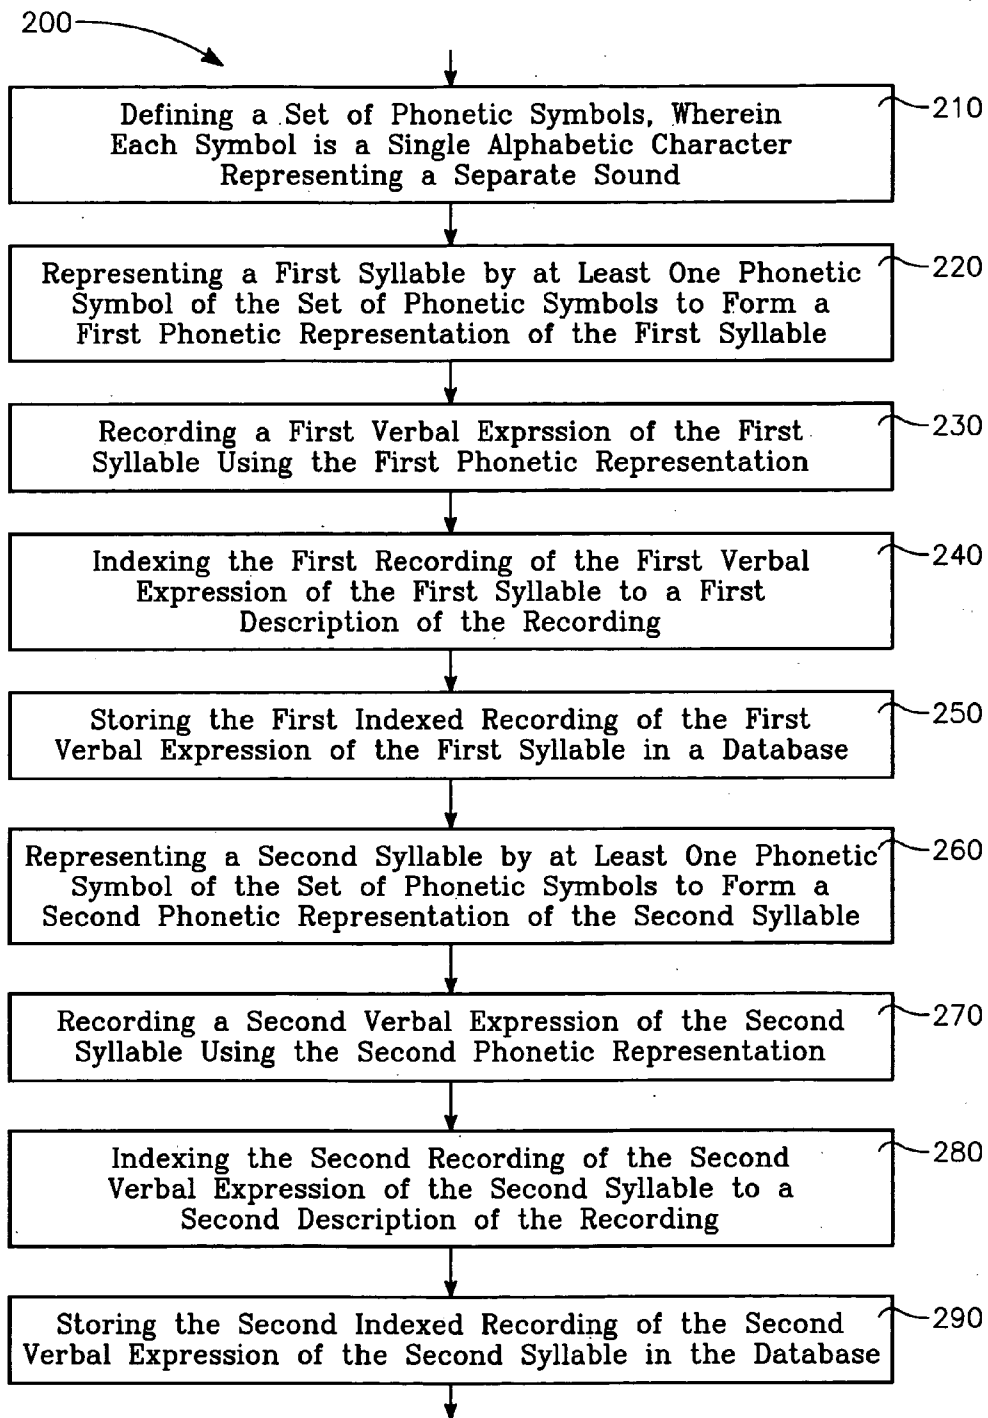 200
Defining a Set of Phonetic Symbols, Wherein
Each Symbol is a Single Alphabetic Character
Representing a Separate Sound
210
Representing a First Syllable by at Least One Phonetic
Symbol of the Set of Phonetic Symbols to Form a
First Phonetic Representation of the First Syllable
220
Recording a First Verbal Exprssion of the First
Syllable Using the First Phonetic Representation
230
Indexing the First Recording of the First Verbal
Expression of the First Syllable to a First
Description of the Recording
240
Storing the First Indexed Recording of the First
Verbal Expression of the First Syllable in a Database
250
Representing a Second Syllable by at Least One Phonetic
Symbol of the Set of Phonetic Symbols to Form a
Second Phonetic Representation of the Second Syllable
260
Recording a Second Verbal Expression of the Second
Syllable Using the Second Phonetic Representation
270
Indexing the Second Recording of the Second
Verbal Expression of the Second Syllable to a
Second Description of the Recording
280
Storing the Second Indexed Recording of the Second
Verbal Expression of the Second Syllable in the Database
290